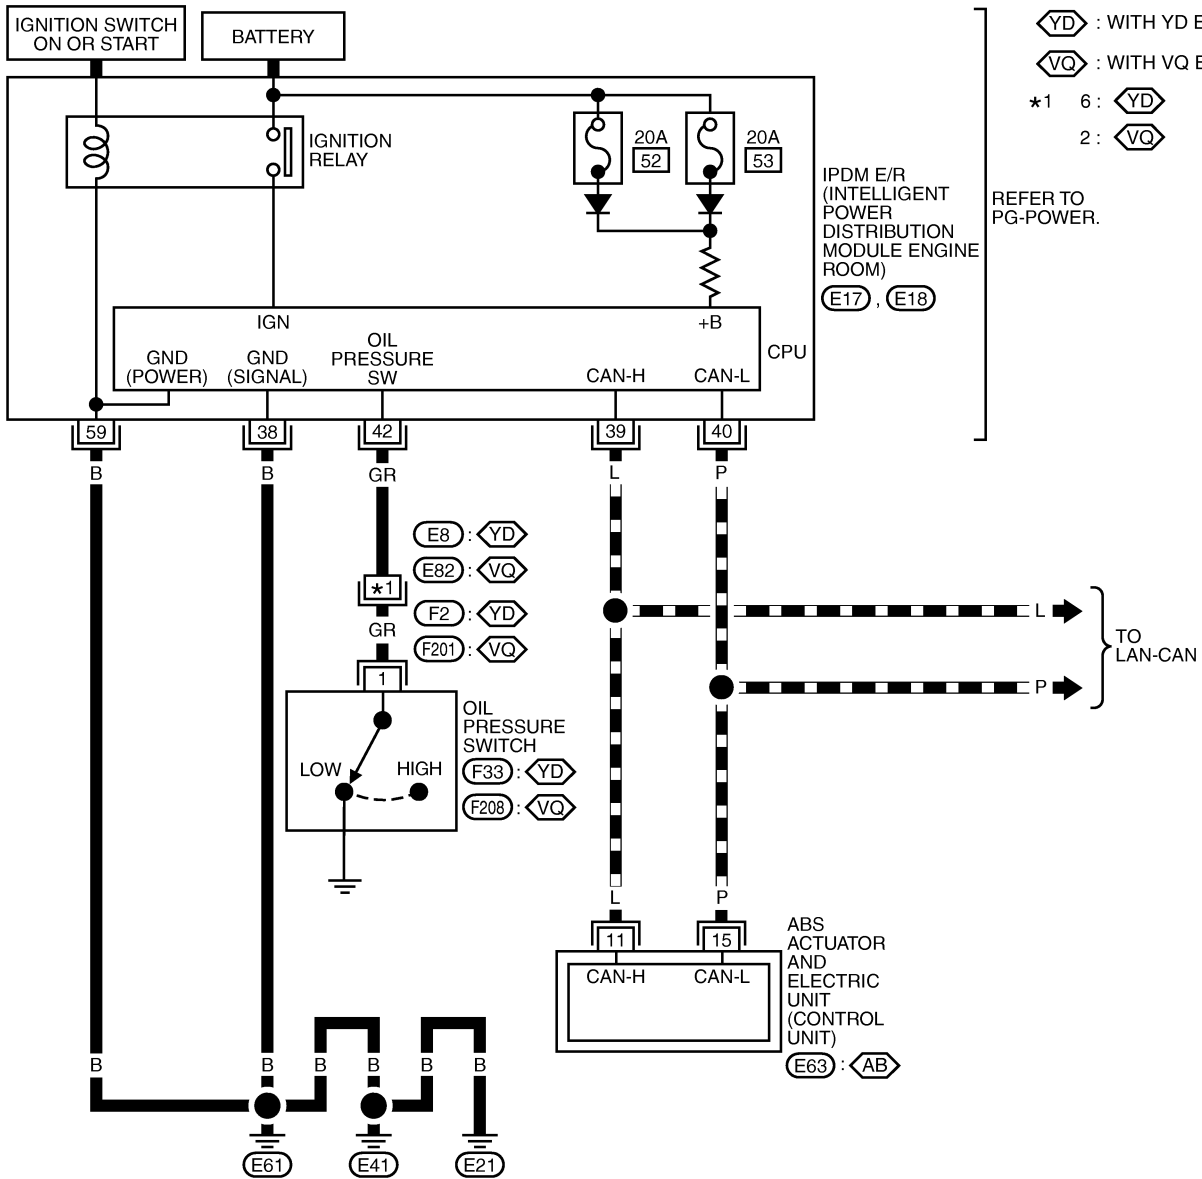 IGNITION SWITCH
ON OR START
BATTERY
YD : WITH YD E
VQ : WITH VQ E
*1 6 : YD
2 : VQ
IGNITION
RELAY
20A
52
20A
53
IPDM E/R
(INTELLIGENT
POWER
DISTRIBUTION
MODULE ENGINE
ROOM)
E17 , E18
REFER TO
PG-POWER.
IGN
+B
CPU
GND
(POWER)
GND
(SIGNAL)
OIL
PRESSURE
SW
CAN-H
CAN-L
59
38
42
39
40
B
B
GR
L
P
E8 : YD
E82 : VQ
*1
F2 : YD
F201 : VQ
GR
L
P
TO
LAN-CAN
1
OIL
PRESSURE
SWITCH
F33 : YD
F208 : VQ
LOW
HIGH
L
P
11
15
CAN-H
CAN-L
ABS
ACTUATOR
AND
ELECTRIC
UNIT
(CONTROL
UNIT)
E63 : AB
B
B
B
B
B
B
E61
E41
E21